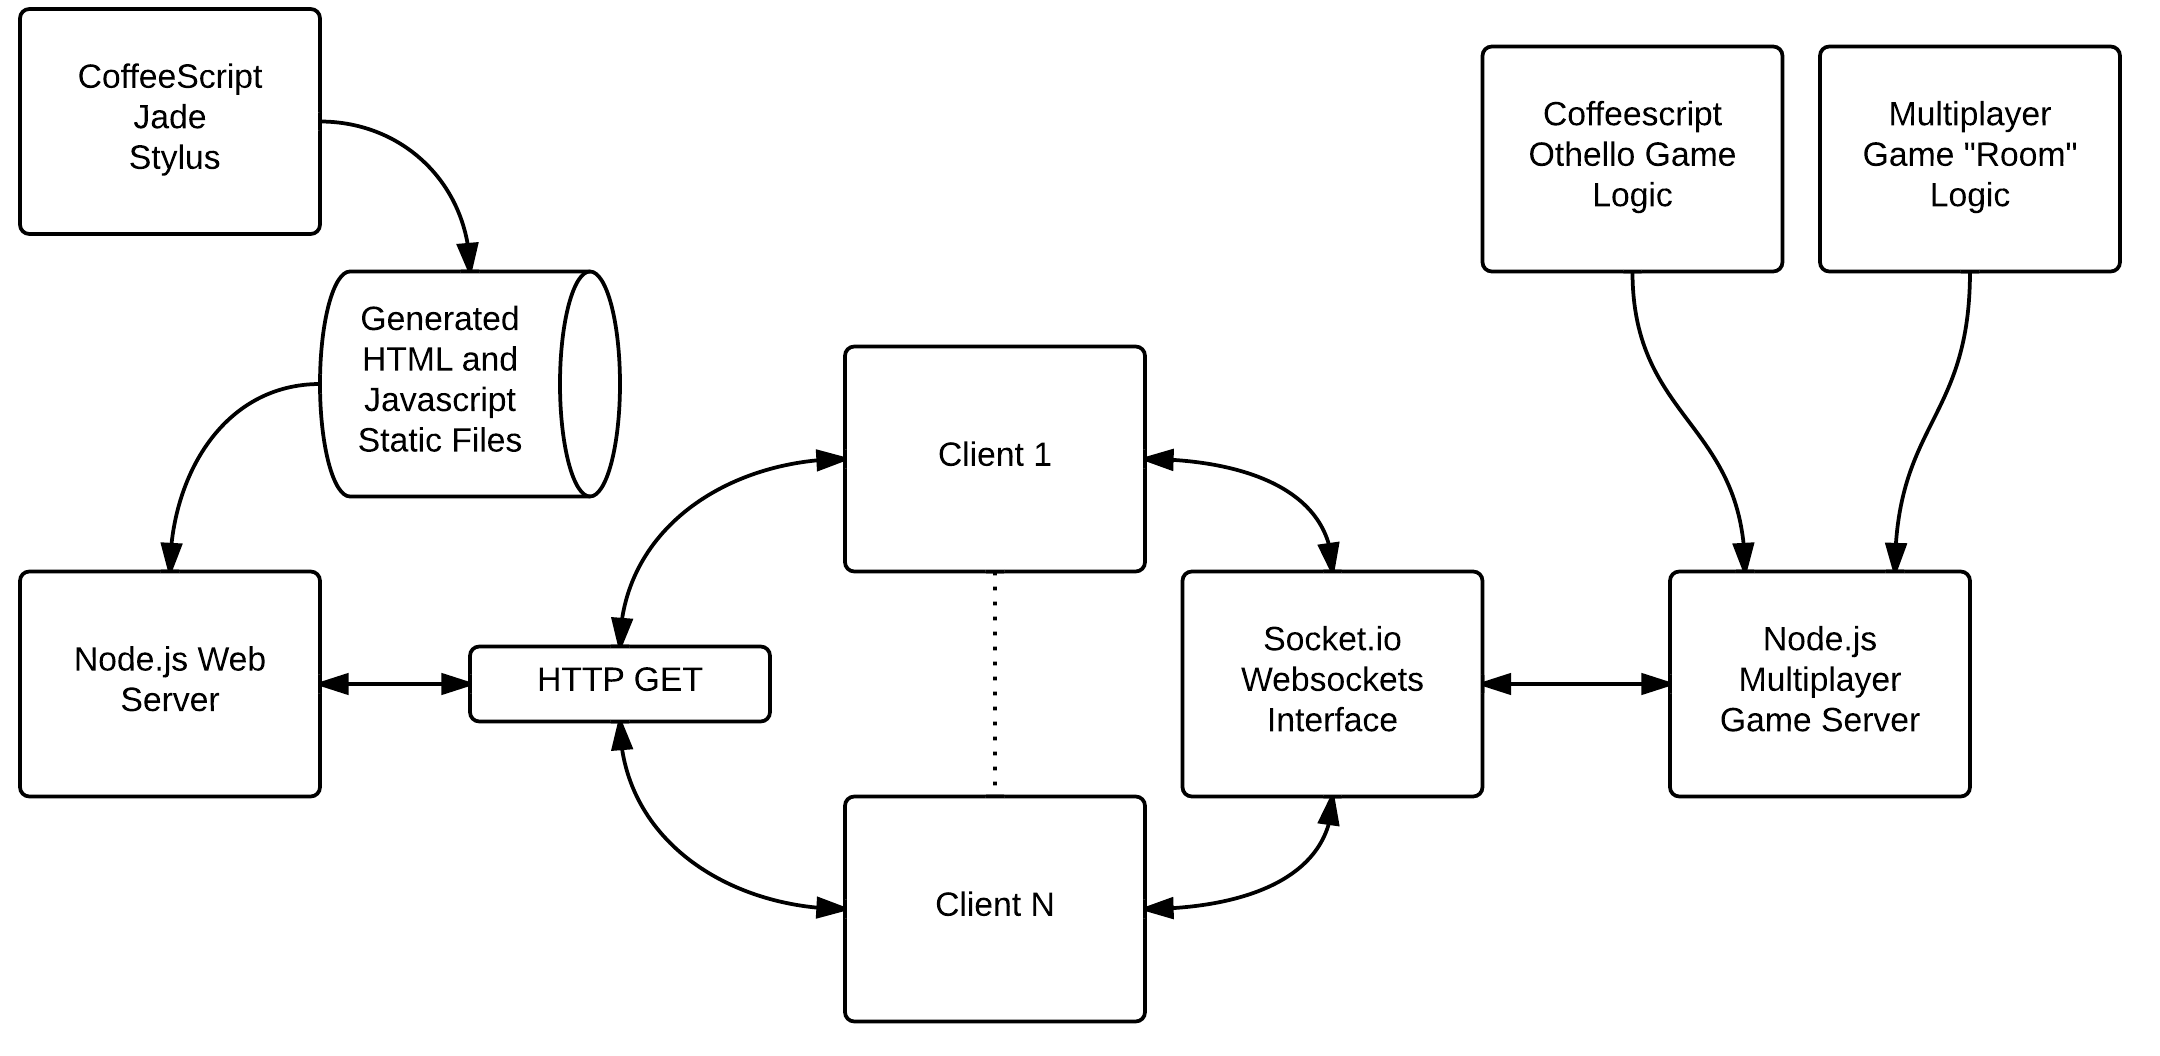 CoffeeScript
Jade
Stylus
Generated
HTML and
Javascript
Static Files
Node.js Web
Server
HTTP GET
Client 1
Client N
Socket.io
Websockets
Interface
Coffeescript
Othello Game
Logic
Multiplayer
Game "Room"
Logic
Node.js
Multiplayer
Game Server